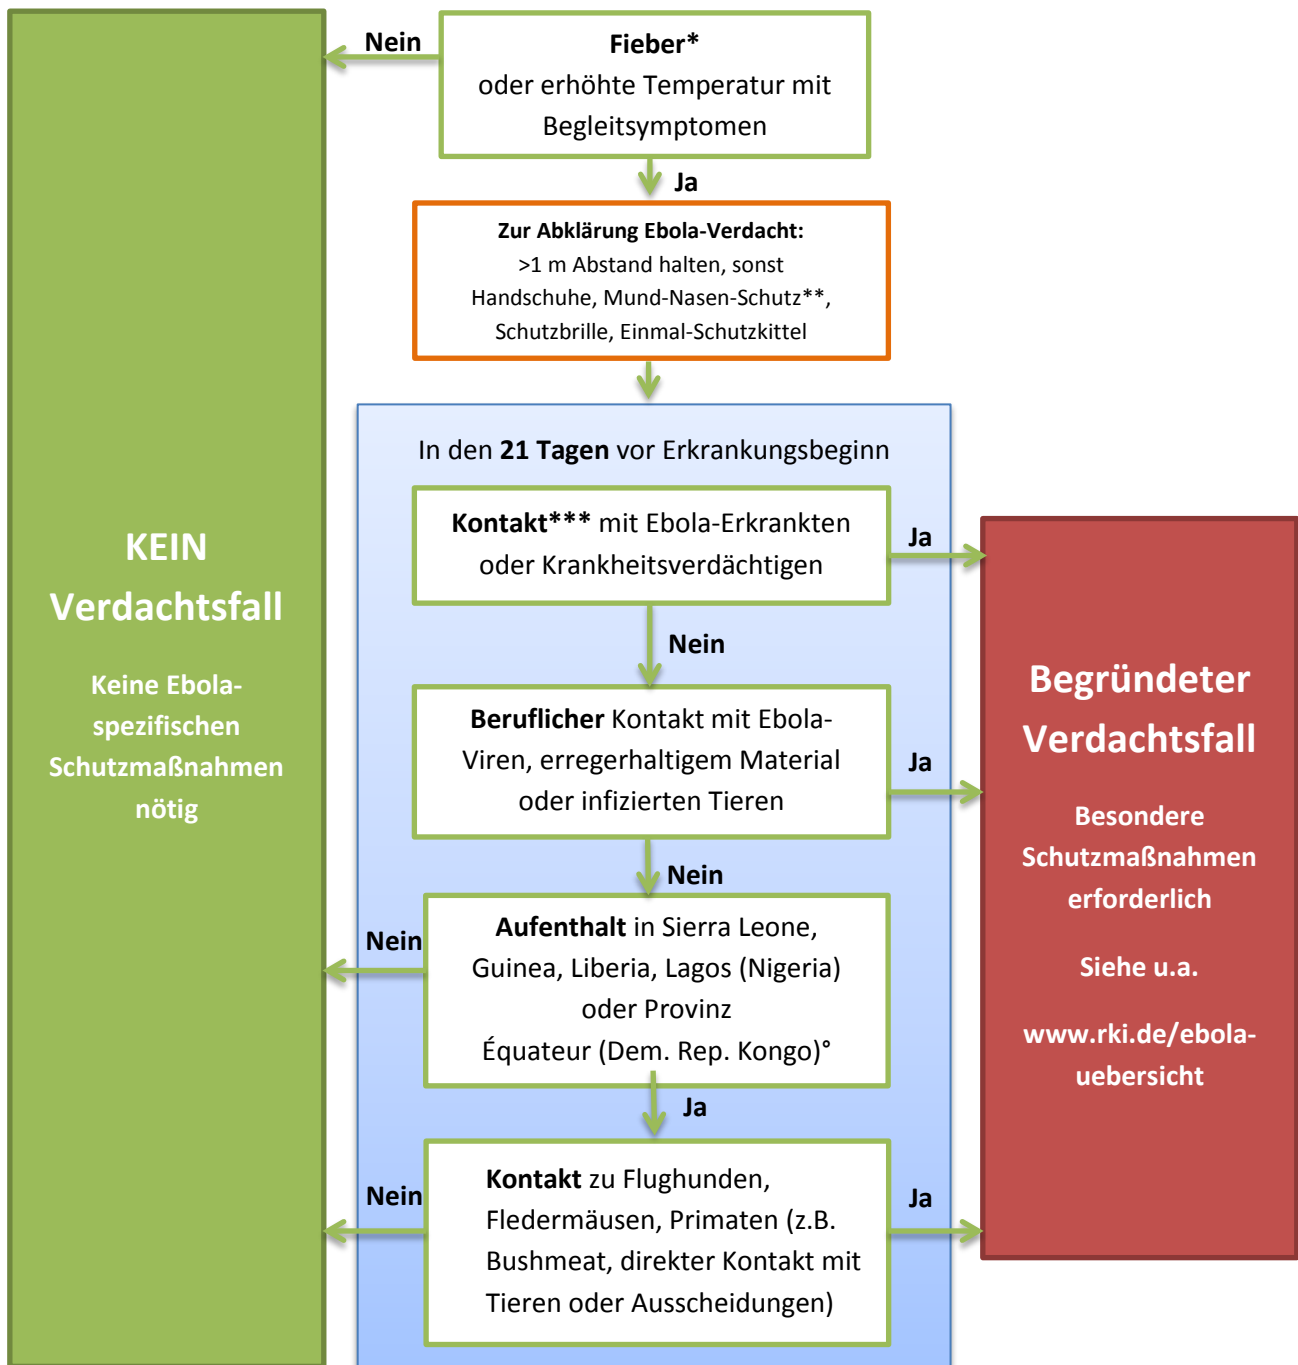 Nein
Fieber*
oder erhöhte Temperatur mit
Begleitsymptomen
Ja
Zur Abklärung Ebola-Verdacht:
>1 m Abstand halten, sonst
Handschuhe, Mund-Nasen-Schutz**,
Schutzbrille, Einmal-Schutzkittel
In den 21 Tagen vor Erkrankungsbeginn
Kontakt*** mit Ebola-Erkrankten
oder Krankheitsverdächtigen
Ja
Nein
Beruflicher Kontakt mit Ebola-
Viren, erregerhaltigem Material
oder infizierten Tieren
Ja
Nein
Aufenthalt in Sierra Leone,
Guinea, Liberia, Lagos (Nigeria)
oder Provinz
Équateur (Dem. Rep. Kongo)°
Nein
Ja
Kontakt zu Flughunden,
Fledermäusen, Primaten (z.B.
Bushmeat, direkter Kontakt mit
Tieren oder Ausscheidungen)
Nein
Ja
KEIN
Verdachtsfall
Keine Ebola-
spezifischen
Schutzmaßnahmen
nötig
Begründeter
Verdachtsfall
Besondere
Schutzmaßnahmen
erforderlich
Siehe u.a.
www.rki.de/ebola-
uebersicht